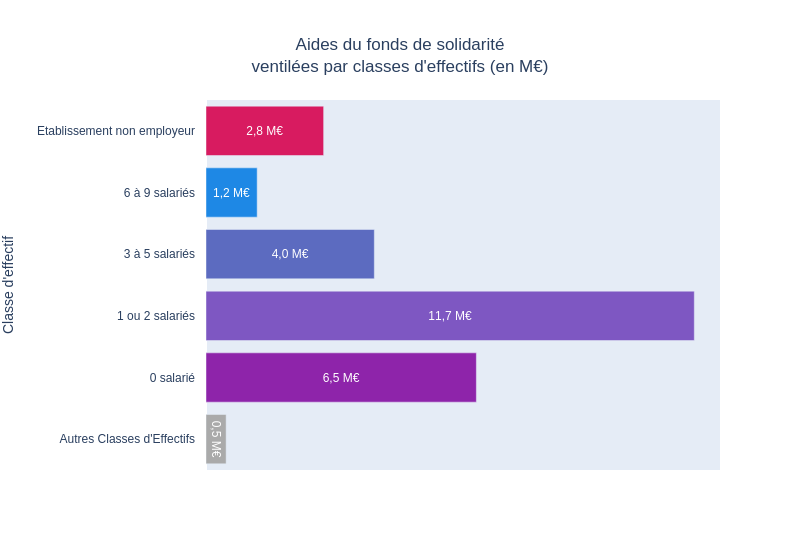 Aides du fonds de solidarité
ventilées par classes d'effectifs (en M€)
Classe d'effectif
Etablissement non employeur
2,8 M€
6 à 9 salariés
1,2 M€
3 à 5 salariés
4,0 M€
1 ou 2 salariés
11,7 M€
0 salarié
6,5 M€
Autres Classes d'Effectifs
0,5 M€